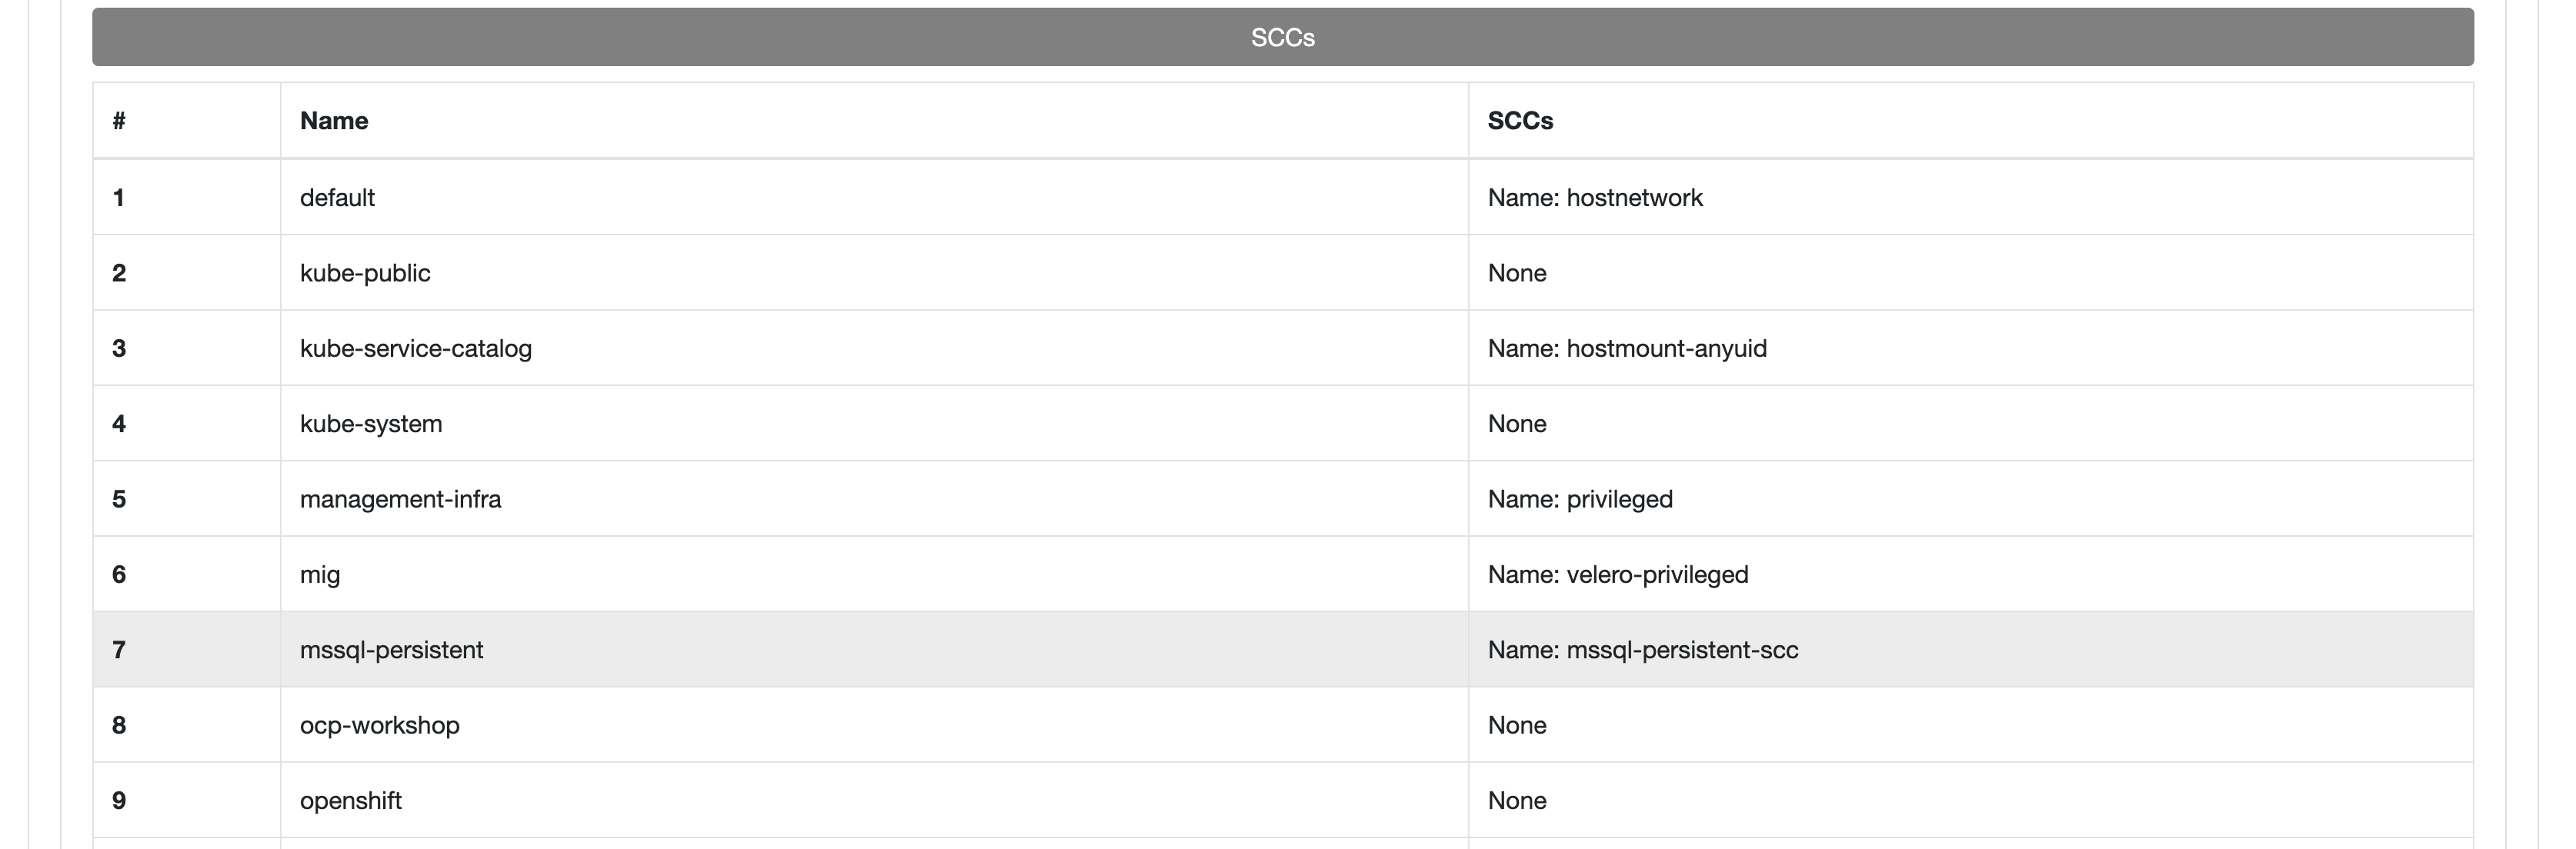 SCCs
# Name SCCs
1 default Name: hostnetwork
2 kube-public None
3 kube-service-catalog Name: hostmount-anyuid
4 kube-system None
5 management-infra Name: privileged
6 mig Name: velero-privileged
7 mssql-persistent Name: mssql-persistent-scc
8 ocp-workshop None
9 openshift None